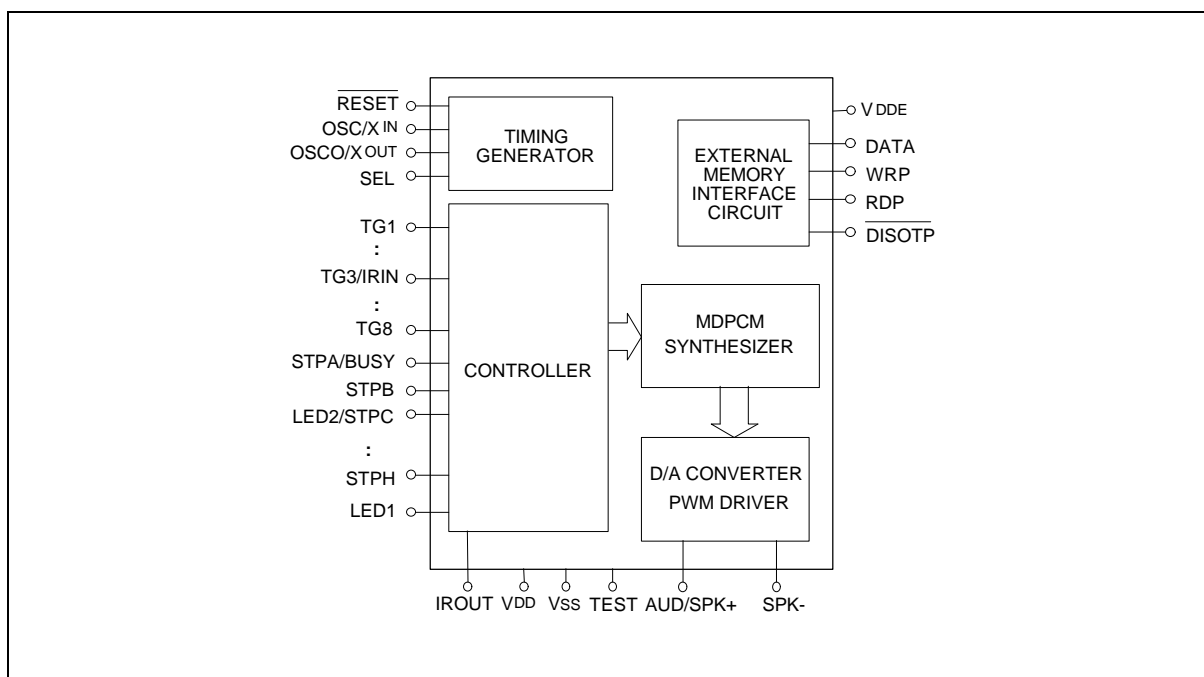 RESET
OSC/XIN
OSCO/XOUT
SEL
TIMING
GENERATOR
EXTERNAL
MEMORY
INTERFACE
CIRCUIT
VDDE
DATA
WRP
RDP
DISOTP
TG1
:
TG3/IRIN
:
TG8
STPA/BUSY
STPB
LED2/STPC
:
STPH
LED1
CONTROLLER
MDPCM
SYNTHESIZER
D/A CONVERTER
PWM DRIVER
IROUT VDD VSS TEST AUD/SPK+ SPK-